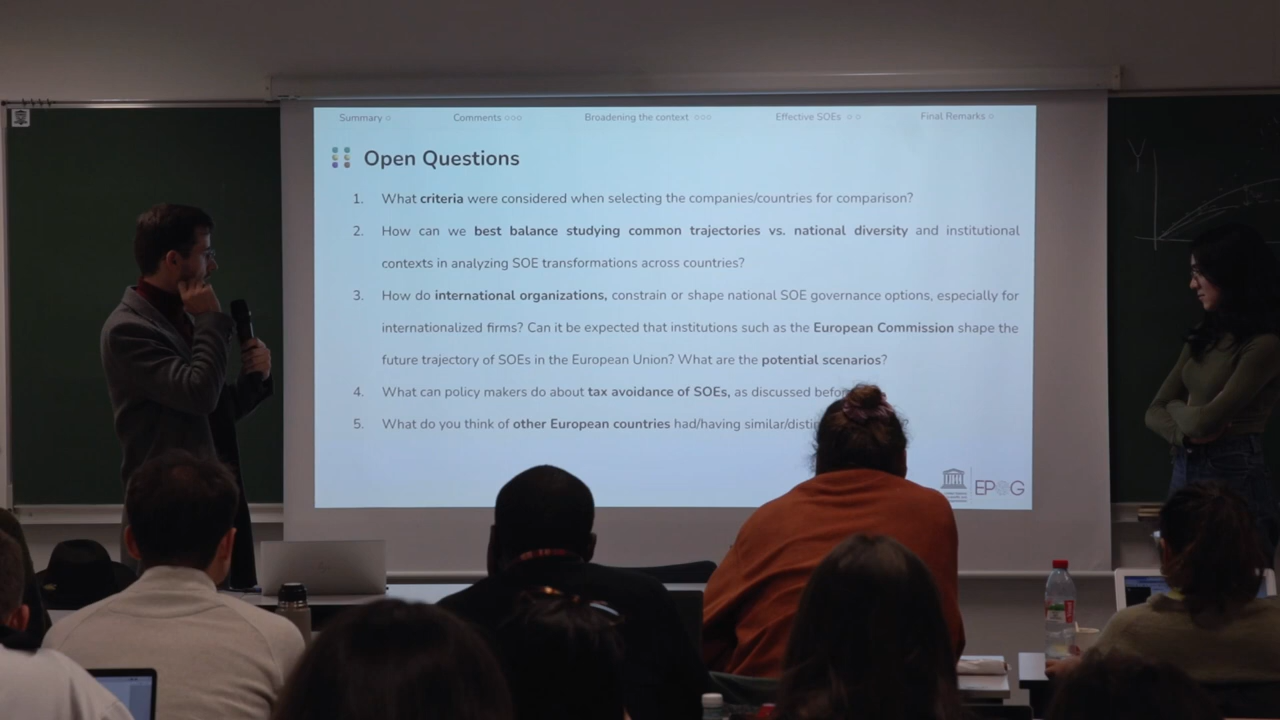 Summary
Comments
Broadening the context
Effective SOEs
Final Remarks
Open Questions
1. What criteria were considered when selecting the companies/countries for comparison?
2. How can we best balance studying common trajectories vs. national diversity and institutional
contexts in analyzing SOE transformations across countries?
3. How do international organizations, constrain or shape national SOE governance options, especially for
internationalized firms? Can it be expected that institutions such as the European Commission shape the
future trajectory of SOEs in the European Union? What are the potential scenarios?
4. What can policy makers do about tax avoidance of SOEs, as discussed
5. What do you think of other European countries had/having
EPOG
Y